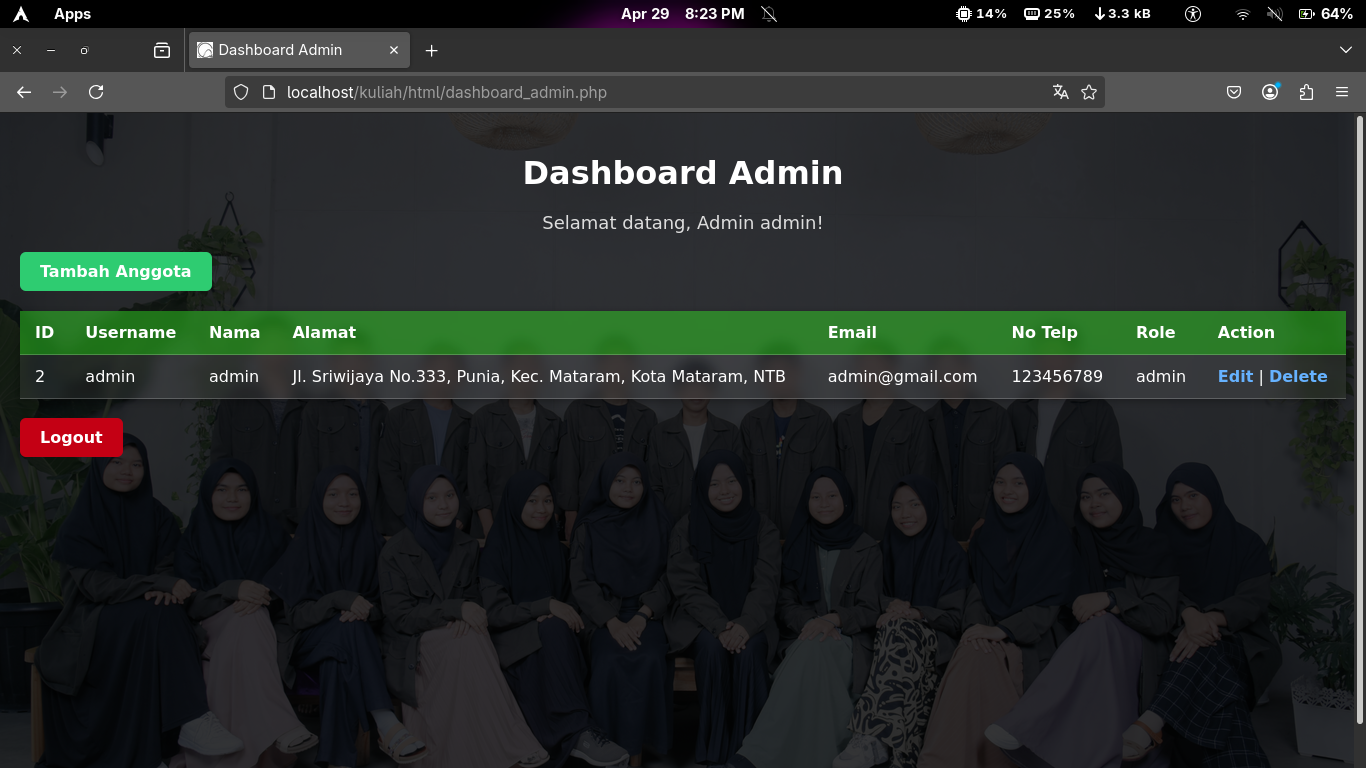 Apps
Apr 29 8:23 PM
14% 25% 3.3 kB 64%
Dashboard Admin
localhost/kuliah/html/dashboard_admin.php
Dashboard Admin
Selamat datang, Admin admin!
Tambah Anggota
ID Username Nama Alamat Email No Telp Role Action
2 admin admin Jl. Sriwijaya No.333, Punia, Kec. Mataram, Kota Mataram, NTB admin@gmail.com 123456789 admin Edit | Delete
Logout